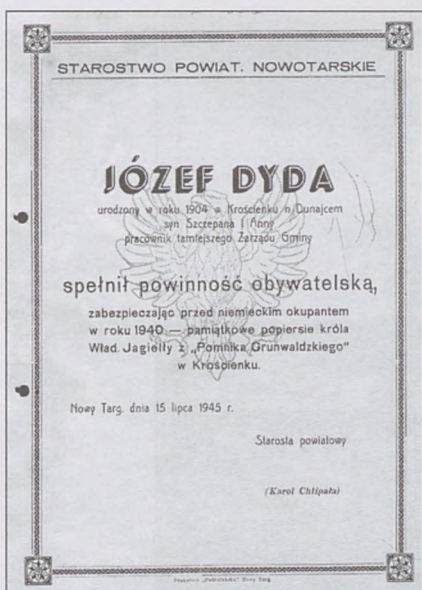 STAROSTWO POWIAT. NOWOTARSKIE
JÓZEF DYDA
urodzony w roku 1904 w Krościenku n/Dunajcem
syn Szczepana i Anny
pracownik tamtejszego Zarządu Gminy
spełnił powinność obywatelską,
zabezpieczając przed niemieckim okupantem
w roku 1940 — pamiątkowe popiersie króla
Wład. Jagiełły z „Pomnika Grunwaldzkiego"
w Krościenku.
Nowy Targ, dnia 15 lipca 1945 r.
Starosta powiatowy
(Karol Chlipała)
Nowy Targ